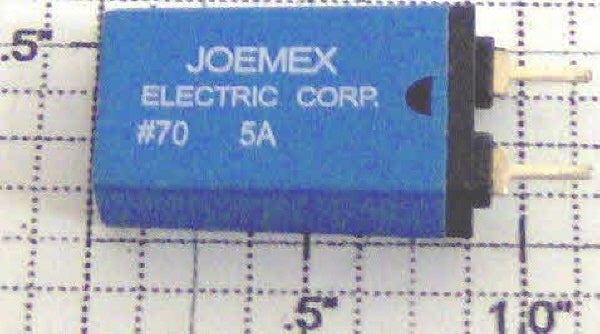 JOEMEX
ELECTRIC CORP.
#70 5A
.5"
.5"
1.0"